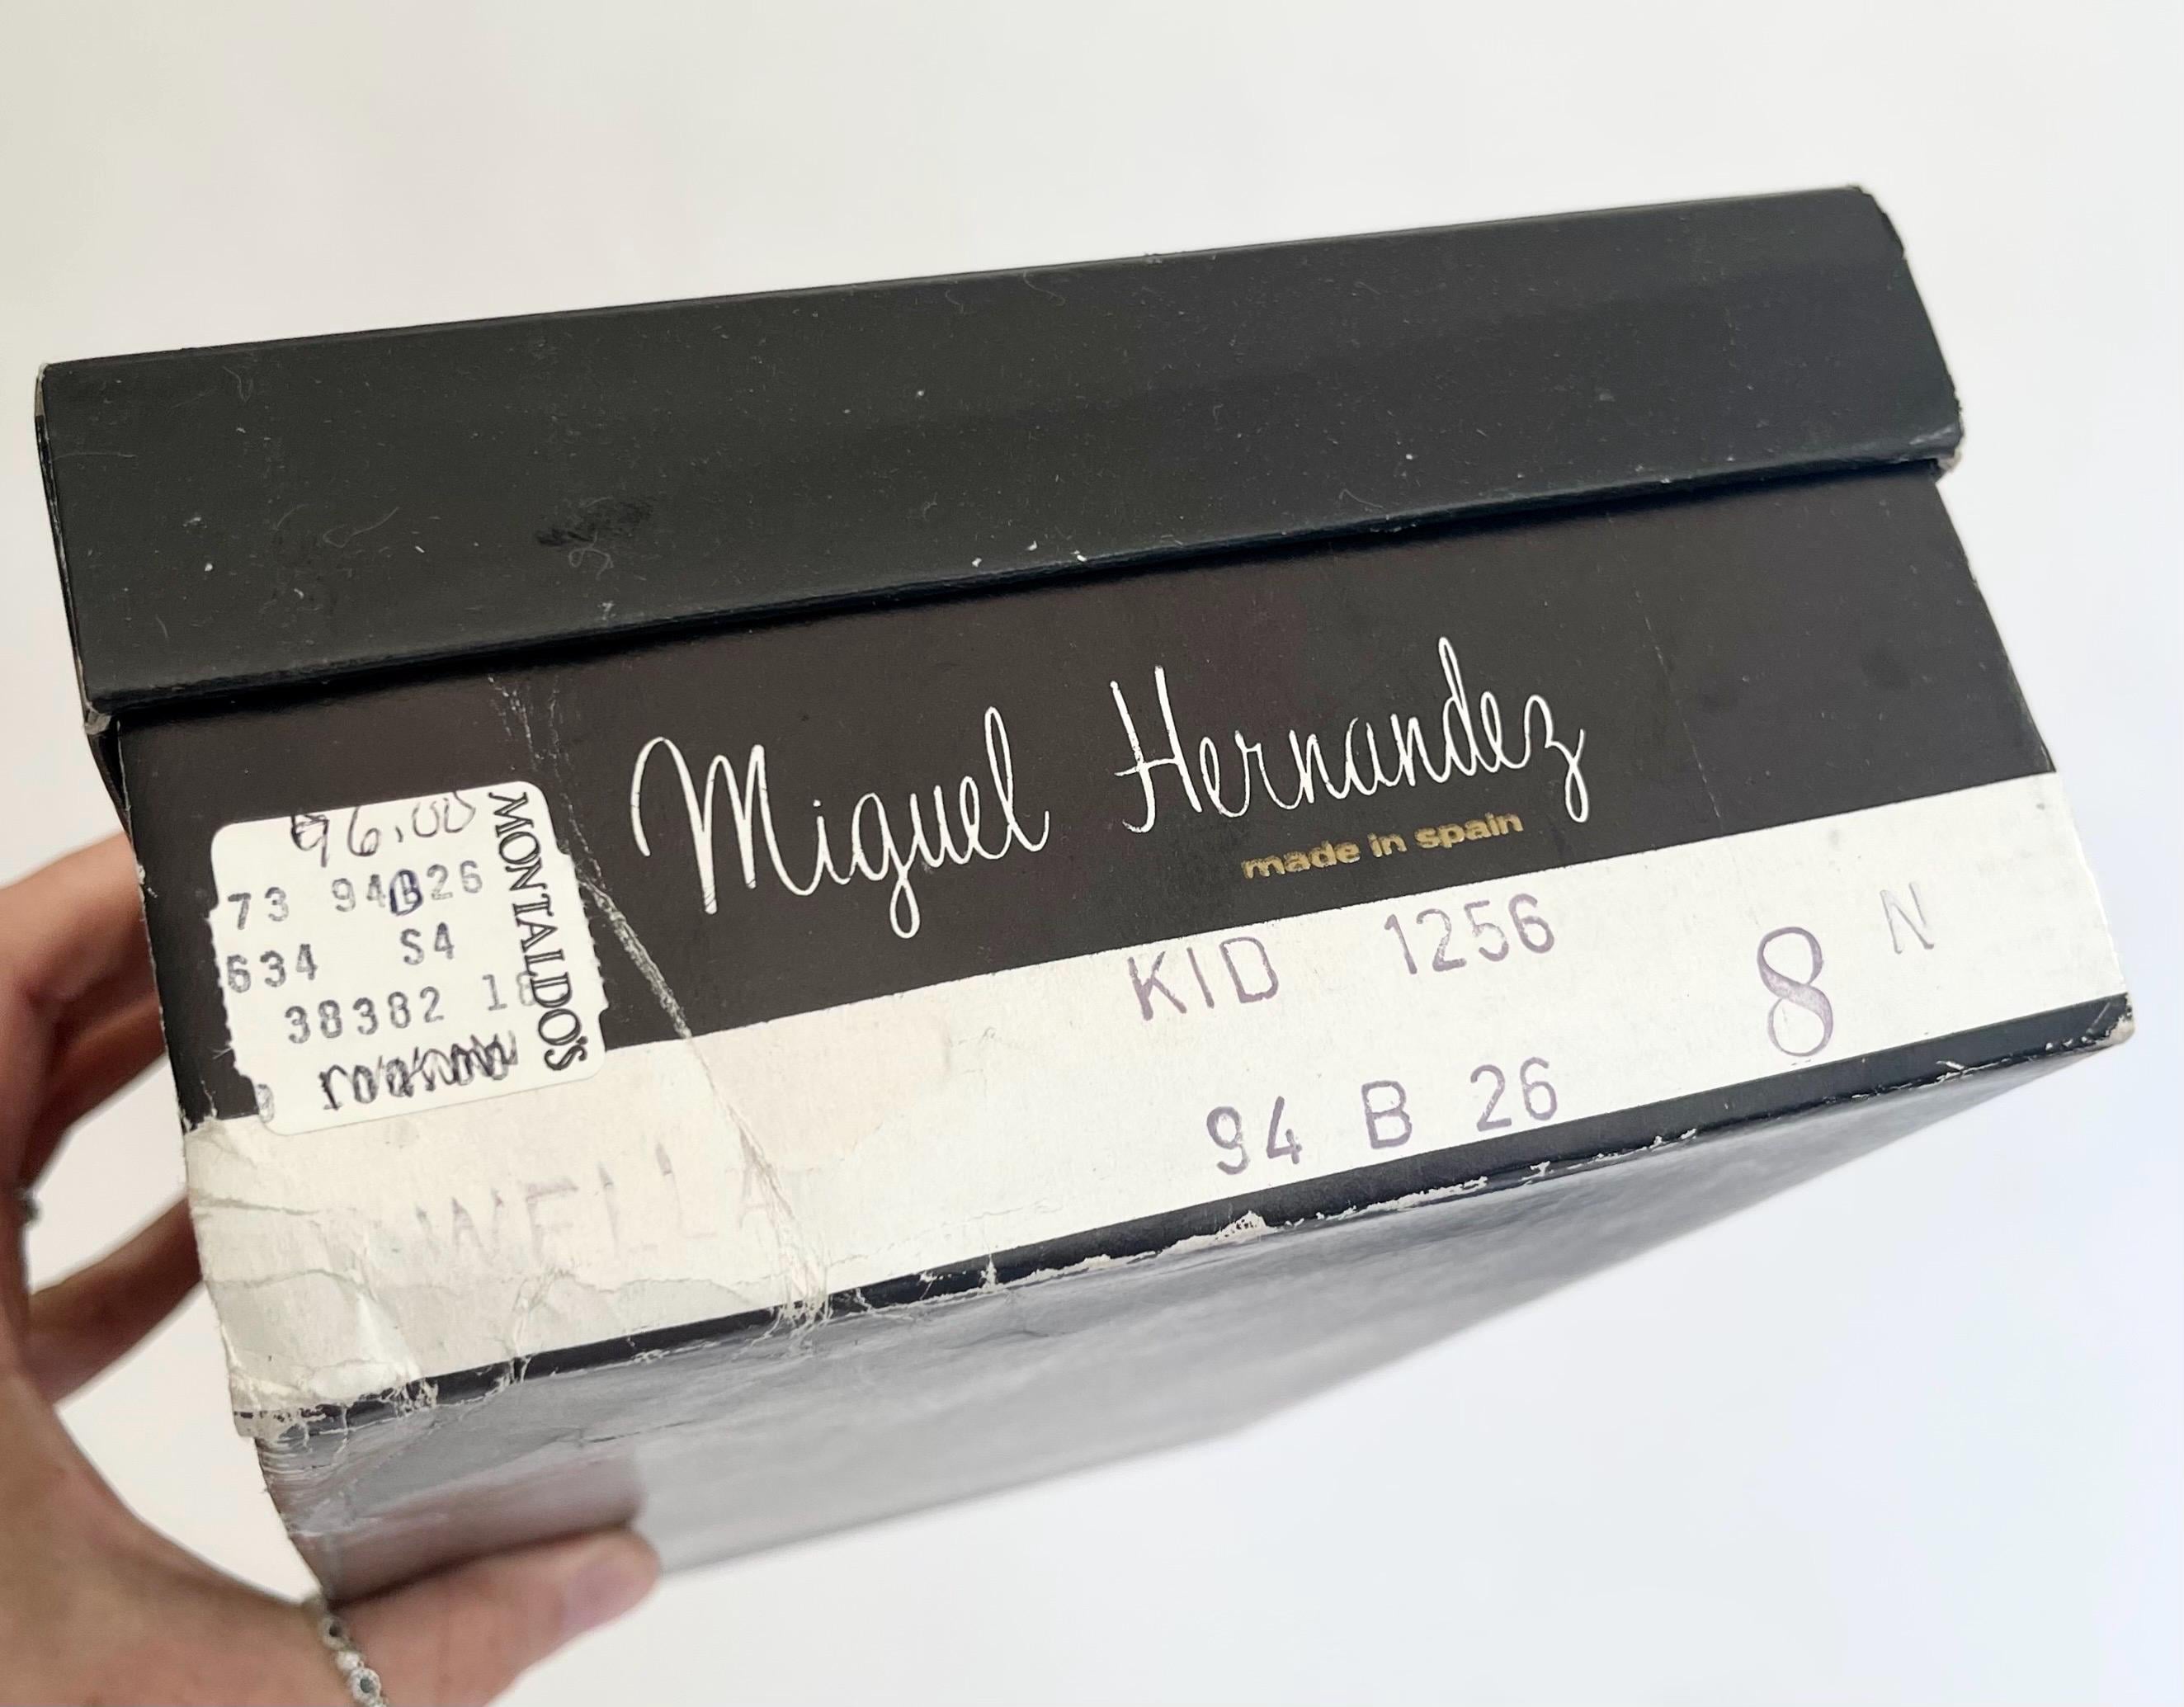 Miguel Hernandez
made in spain
96.00
73 94B26
634 S4
38382 18
MONTALDO'S
KID 1256
8 N
94 B 26
WELLA